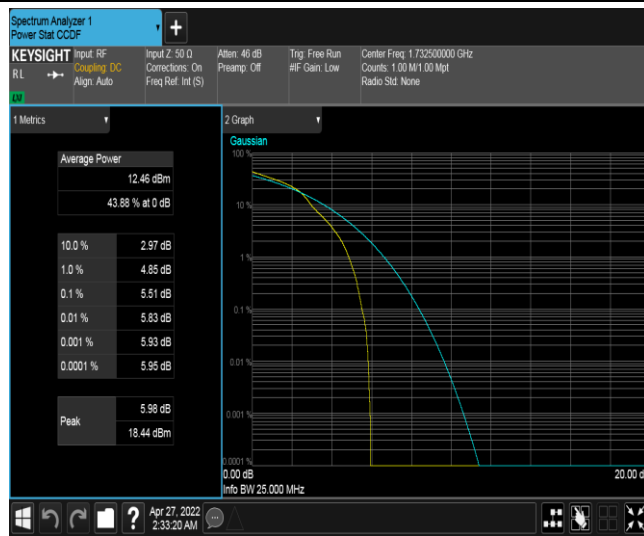 Spectrum Analyzer 1
Power Stat CCDF
+
KEYSIGHT
RL
Input: RF
Coupling: DC
Align: Auto
Input Z: 50 Ω
Corrections: On
Freq Ref: Int (S)
Atten: 46 dB
Preamp: Off
Trig: Free Run
#IF Gain: Low
Center Freq: 1.732500000 GHz
Counts: 1.00 M/1.00 Mpt
Radio Std: None
1 Metrics
Average Power
12.46 dBm
43.88 % at 0 dB
10.0 % 2.97 dB
1.0 % 4.85 dB
0.1 % 5.51 dB
0.01 % 5.83 dB
0.001 % 5.93 dB
0.0001 % 5.95 dB
Peak
5.98 dB
18.44 dBm
2 Graph
Gaussian
100 %
10 %
1 %
0.1 %
0.01 %
0.001 %
0.0001 %
0.00 dB
20.00 d
Info BW 25.000 MHz
?
Apr 27, 2022
2:33:20 AM